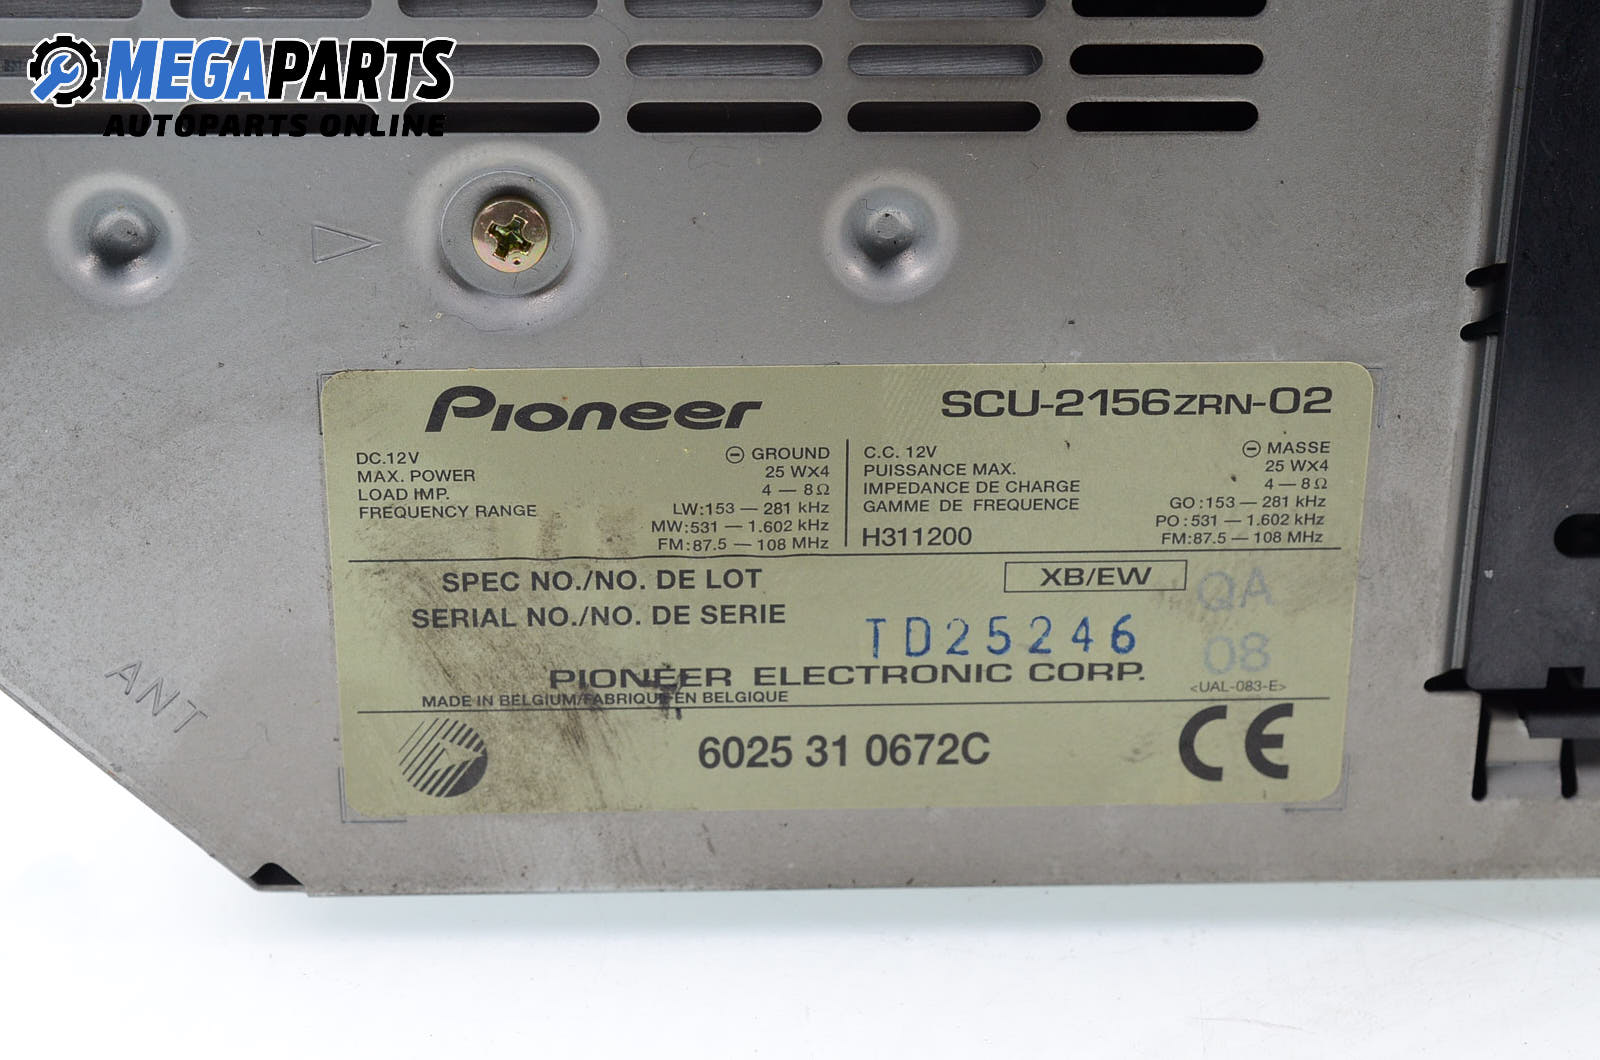 MEGAPARTS
AUTOPARTS ONLINE
Pioneer
SCU-2156ZRN-02
DC.12V ⊖ GROUND
MAX. POWER 25 W×4
LOAD IMP. 4 — 8Ω
FREQUENCY RANGE LW:153 — 281 kHz
MW:531 — 1.602 kHz
FM:87.5 — 108 MHz
C.C. 12V ⊖ MASSE
PUISSANCE MAX. 25 W×4
IMPEDANCE DE CHARGE 4 — 8Ω
GAMME DE FREQUENCE GO:153 — 281 kHz
PO:531 — 1.602 kHz
H311200 FM:87.5 — 108 MHz
SPEC NO./NO. DE LOT XB/EW QA
SERIAL NO./NO. DE SERIE TD25246 08
PIONEER ELECTRONIC CORP.
<UAL-083-E>
MADE IN BELGIUM/FABRIQUE EN BELGIQUE
6025 31 0672C CE
ANT